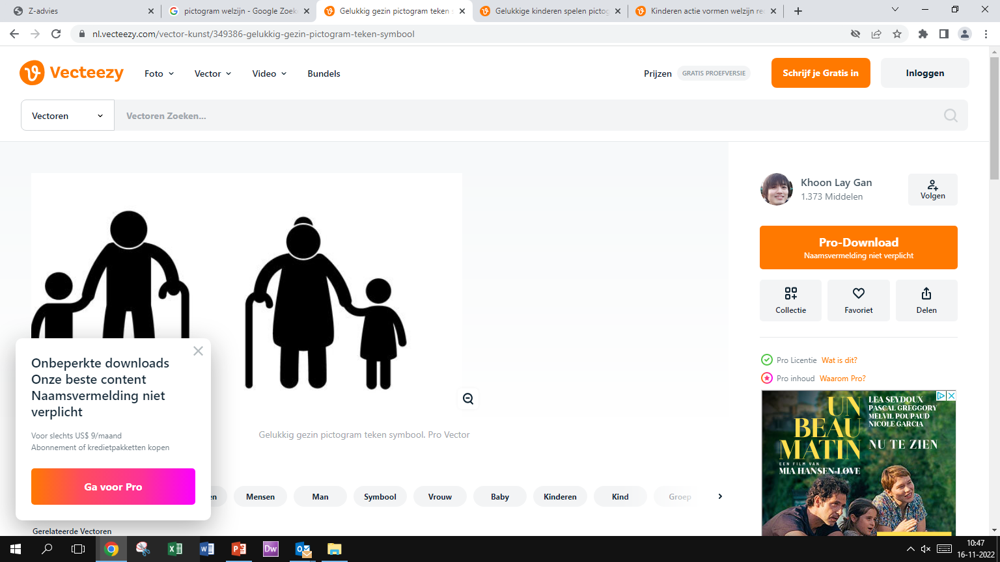 Z-advies
pictogram welzijn - Google Zoek
Gelukkig gezin pictogram teken s
Gelukkige kinderen spelen pictog
Kinderen actie vormen welzijn re
nl.vecteezy.com/vector-kunst/349386-gelukkig-gezin-pictogram-teken-symbool
Vecteezy
Foto
Vector
Video
Bundels
Prijzen
GRATIS PROEFVERSIE
Schrijf je Gratis in
Inloggen
Vectoren
Vectoren Zoeken...
Khoon Lay Gan
1.373 Middelen
Volgen
Pro-Download
Naamsvermelding niet verplicht
Collectie
Favoriet
Delen
Pro Licentie Wat is dit?
Pro inhoud Waarom Pro?
Onbeperkte downloads
Onze beste content
Naamsvermelding niet
verplicht
Voor slechts US$ 9/maand
Abonnement of kredietpakketten kopen
Ga voor Pro
Gelukkig gezin pictogram teken symbool. Pro Vector
en
Mensen
Man
Symbool
Vrouw
Baby
Kinderen
Kind
Groep
Gerelateerde Vectoren
UN
BEAU
MATIN
EEN FILM VAN
MIA HANSEN-LØVE
LEA SEYDOUX
PASCAL GREGGORY
MELVIL POUPAUD
NICOLE GARCIA
NU TE ZIEN
Dw
10:47
16-11-2022